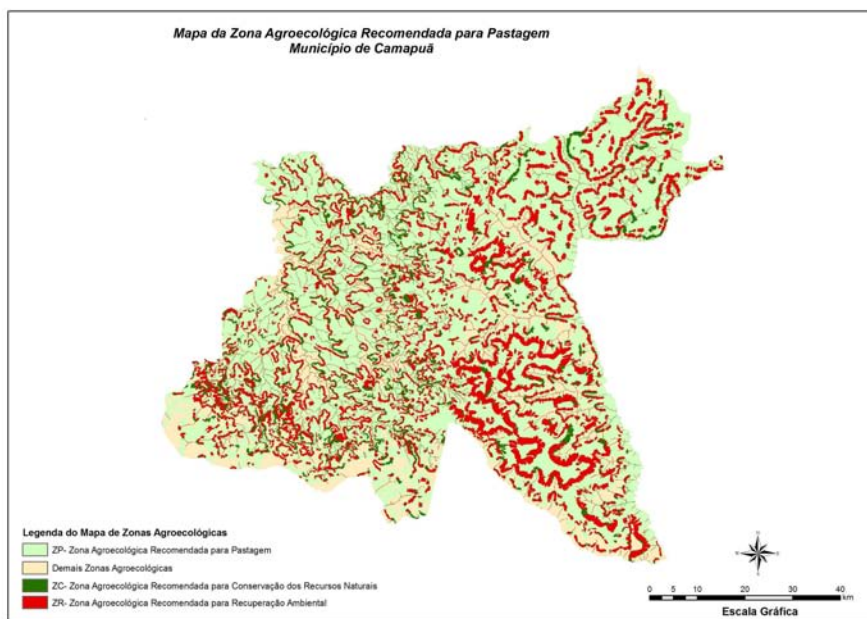 Mapa da Zona Agroecológica Recomendada para Pastagem
Município de Camapuã
Legenda do Mapa de Zonas Agroecológicas
ZP- Zona Agroecológica Recomendada para Pastagem
Demais Zonas Agroecológicas
ZC- Zona Agroecológica Recomendada para Conservação dos Recursos Naturais
ZR- Zona Agroecológica Recomendada para Recuperação Ambiental
0 5 10 20 30 40
km
Escala Gráfica